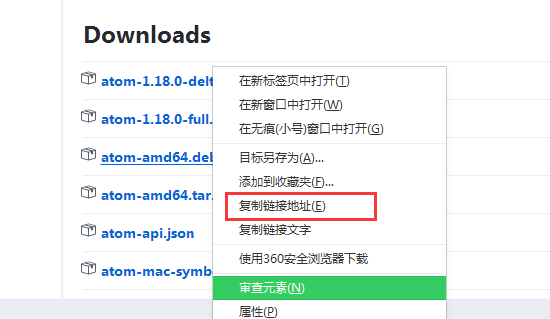 Downloads
atom-1.18.0-delt
atom-1.18.0-full.
atom-amd64.deb
atom-amd64.tar.
atom-api.json
atom-mac-symb
在新标签页中打开(T)
在新窗口中打开(W)
在无痕(小号)窗口中打开(G)
目标另存为(A)...
添加到收藏夹(F)...
复制链接地址(E)
复制链接文字
使用360安全浏览器下载
审查元素(N)
属性(P)